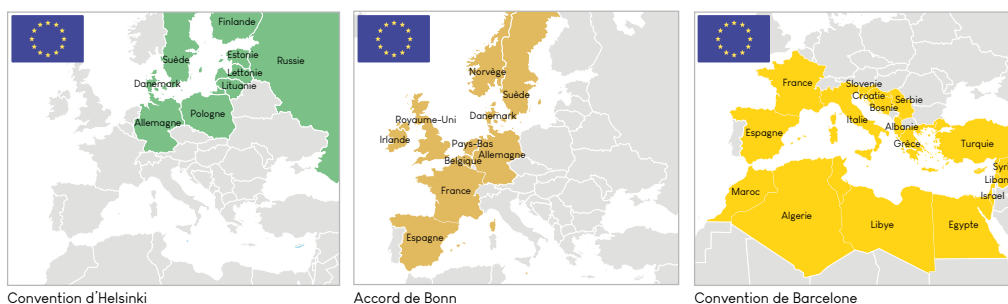 Finlande
Suède
Estonie
Russie
Lettonie
Danemark
Lituanie
Pologne
Allemagne
Convention d'Helsinki
Norvège
Suède
Royaume-Uni
Danemark
Irlande
Pays-Bas
Allemagne
Belgique
France
Espagne
Accord de Bonn
France
Slovenie
Croatie
Serbie
Bosnie
Italie
Albanie
Espagne
Grèce
Turquie
Syri
Liban
Israel
Maroc
Algerie
Libye
Egypte
Convention de Barcelone